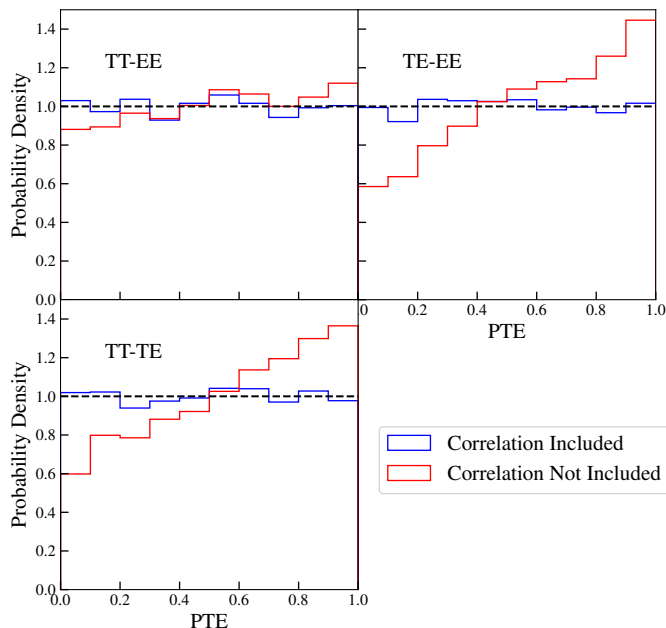 1.4
1.2
1.0
0.8
0.6
0.4
0.2
0.0
Probability Density
TT-EE
TE-EE
.0 0.2 0.4 0.6 0.8 1.0
PTE
1.4
1.2
1.0
0.8
0.6
0.4
0.2
0.0
Probability Density
TT-TE
0.0 0.2 0.4 0.6 0.8 1.0
PTE
Correlation Included
Correlation Not Included